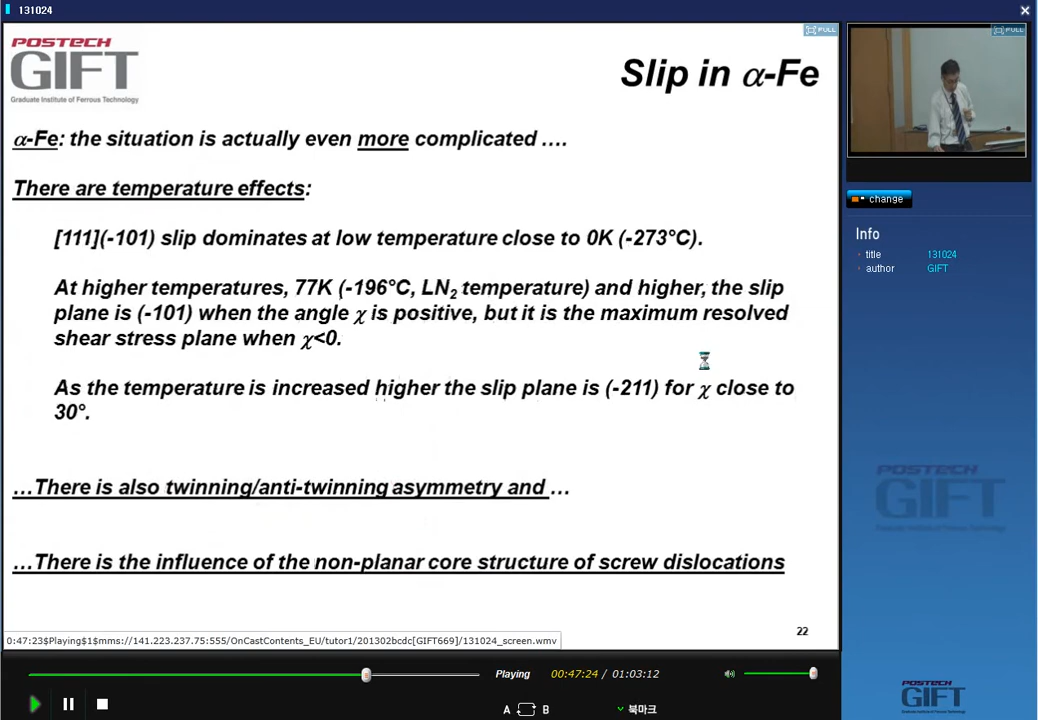 131024
POSTECH
GIFT
Graduate Institute of Ferrous Technology
FULL
FULL
Slip in α-Fe
α-Fe: the situation is actually even more complicated ....
There are temperature effects:
[111](-101) slip dominates at low temperature close to 0K (-273°C).
At higher temperatures, 77K (-196°C, LN2 temperature) and higher, the slip
plane is (-101) when the angle χ is positive, but it is the maximum resolved
shear stress plane when χ<0.
As the temperature is increased higher the slip plane is (-211) for χ close to
30°.
...There is also twinning/anti-twinning asymmetry and ...
...There is the influence of the non-planar core structure of screw dislocations
22
0:47:23$Playing$1$mms://141.223.237.75:555/OnCastContents_EU/tutor1/201302bcdc[GIFT669]/131024_screen.wmv
change
Info
title 131024
author GIFT
POSTECH
GIFT
Playing 00:47:24 / 01:03:12
A B 북마크
POSTECH
GIFT